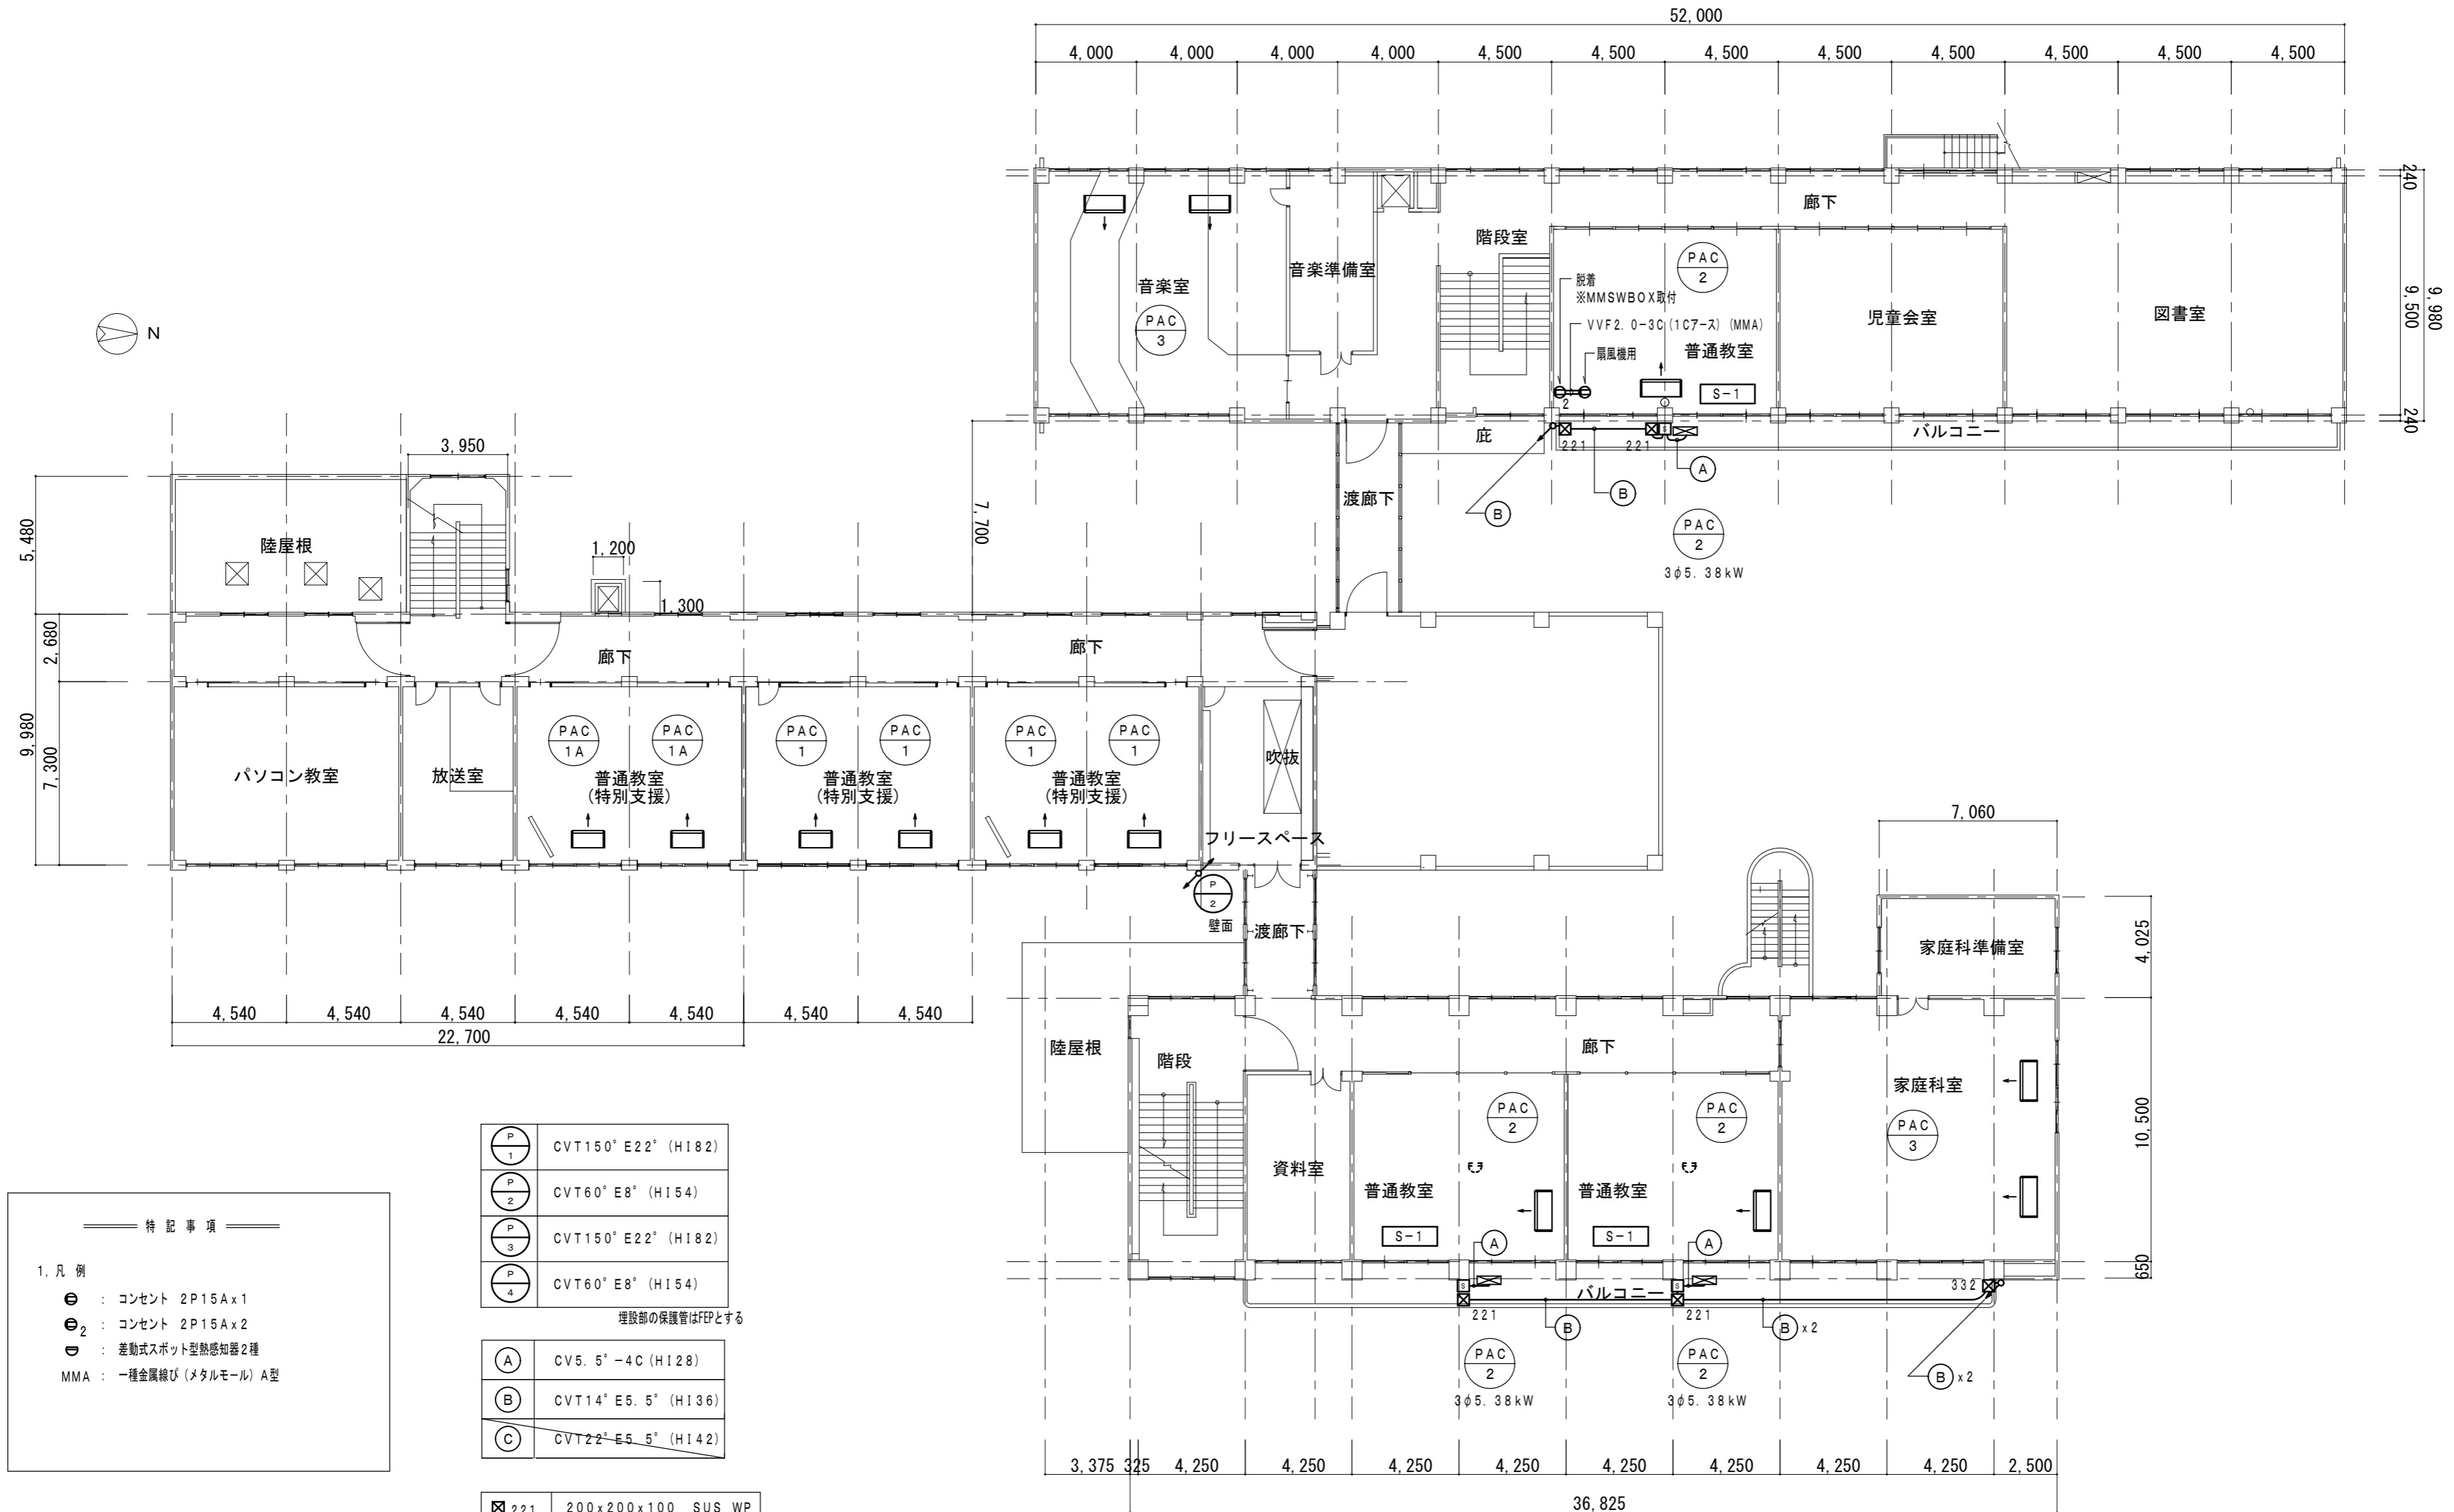 52,000
4,000 4,000 4,000 4,000 4,500 4,500 4,500 4,500 4,500 4,500 4,500 4,500
240
廊下
階段室
PAC
2
音楽準備室
脱着
※MMSWBOX取付
音楽室
9,500
9,980
PAC
3
VVF2.0-3C(1Cアース)(MMA)
児童会室
図書室
N
扇風機用
普通教室
S-1
2
240
庇
バルコニー
221
221
A
3,950
B
渡廊下
B
7,700
PAC
2
5,480
陸屋根
1,200
3φ5.38kW
1,300
2,680
廊下
廊下
PAC
1A
PAC
1A
PAC
1
PAC
1
PAC
1
PAC
1
9,980
7,300
パソコン教室
放送室
普通教室
(特別支援)
普通教室
(特別支援)
普通教室
(特別支援)
吹抜
7,060
フリースペース
P
2
壁面
渡廊下
4,025
家庭科準備室
4,540 4,540 4,540 4,540 4,540 4,540 4,540
22,700
陸屋根
階段
廊下
家庭科室
PAC
2
PAC
2
PAC
3
10,500
資料室
普通教室
普通教室
S-1
S-1
A
A
650
332
バルコニー
221
221
B
B x2
PAC
2
PAC
2
B x2
3φ5.38kW
3φ5.38kW
3,375 325 4,250 4,250 4,250 4,250 4,250 4,250 4,250 4,250 2,500
36,825
P
1
CVT150° E22° (HI82)
P
2
CVT60° E8° (HI54)
P
3
CVT150° E22° (HI82)
P
4
CVT60° E8° (HI54)
埋設部の保護管はFEPとする
A CV5.5°-4C(HI28)
B CVT14° E5.5° (HI36)
C CVT22° E5.5° (HI42)
221 200x200x100 SUS WP
特記事項
1,凡 例
: コンセント 2P15Ax1
2 : コンセント 2P15Ax2
: 差動式スポット型熱感知器2種
MMA : 一種金属線ぴ(メタルモール)A型